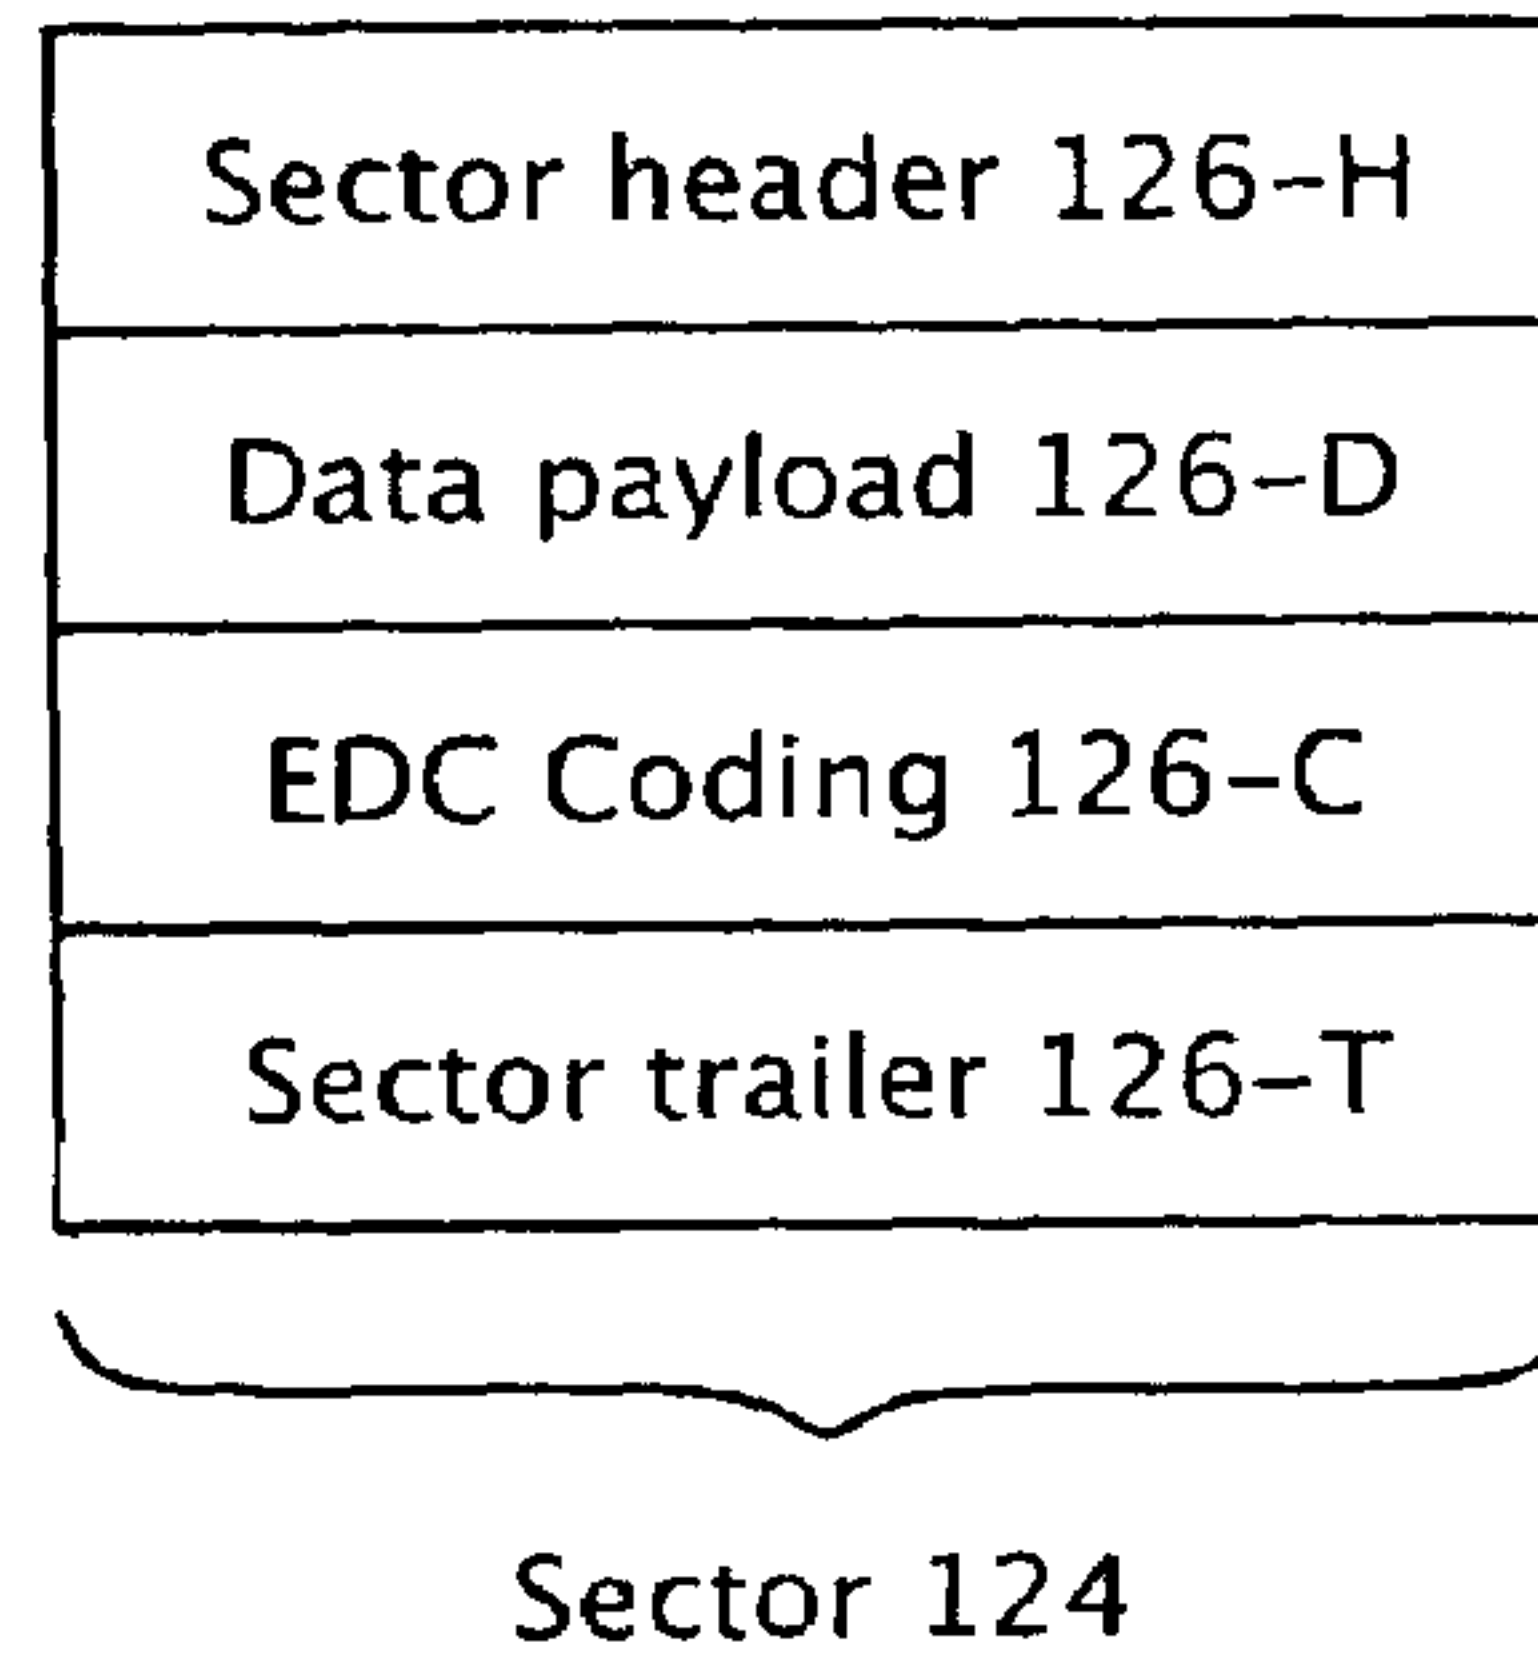 Sector header 126-H
Data payload 126-D
EDC Coding 126-C
Sector trailer 126-T
Sector 124